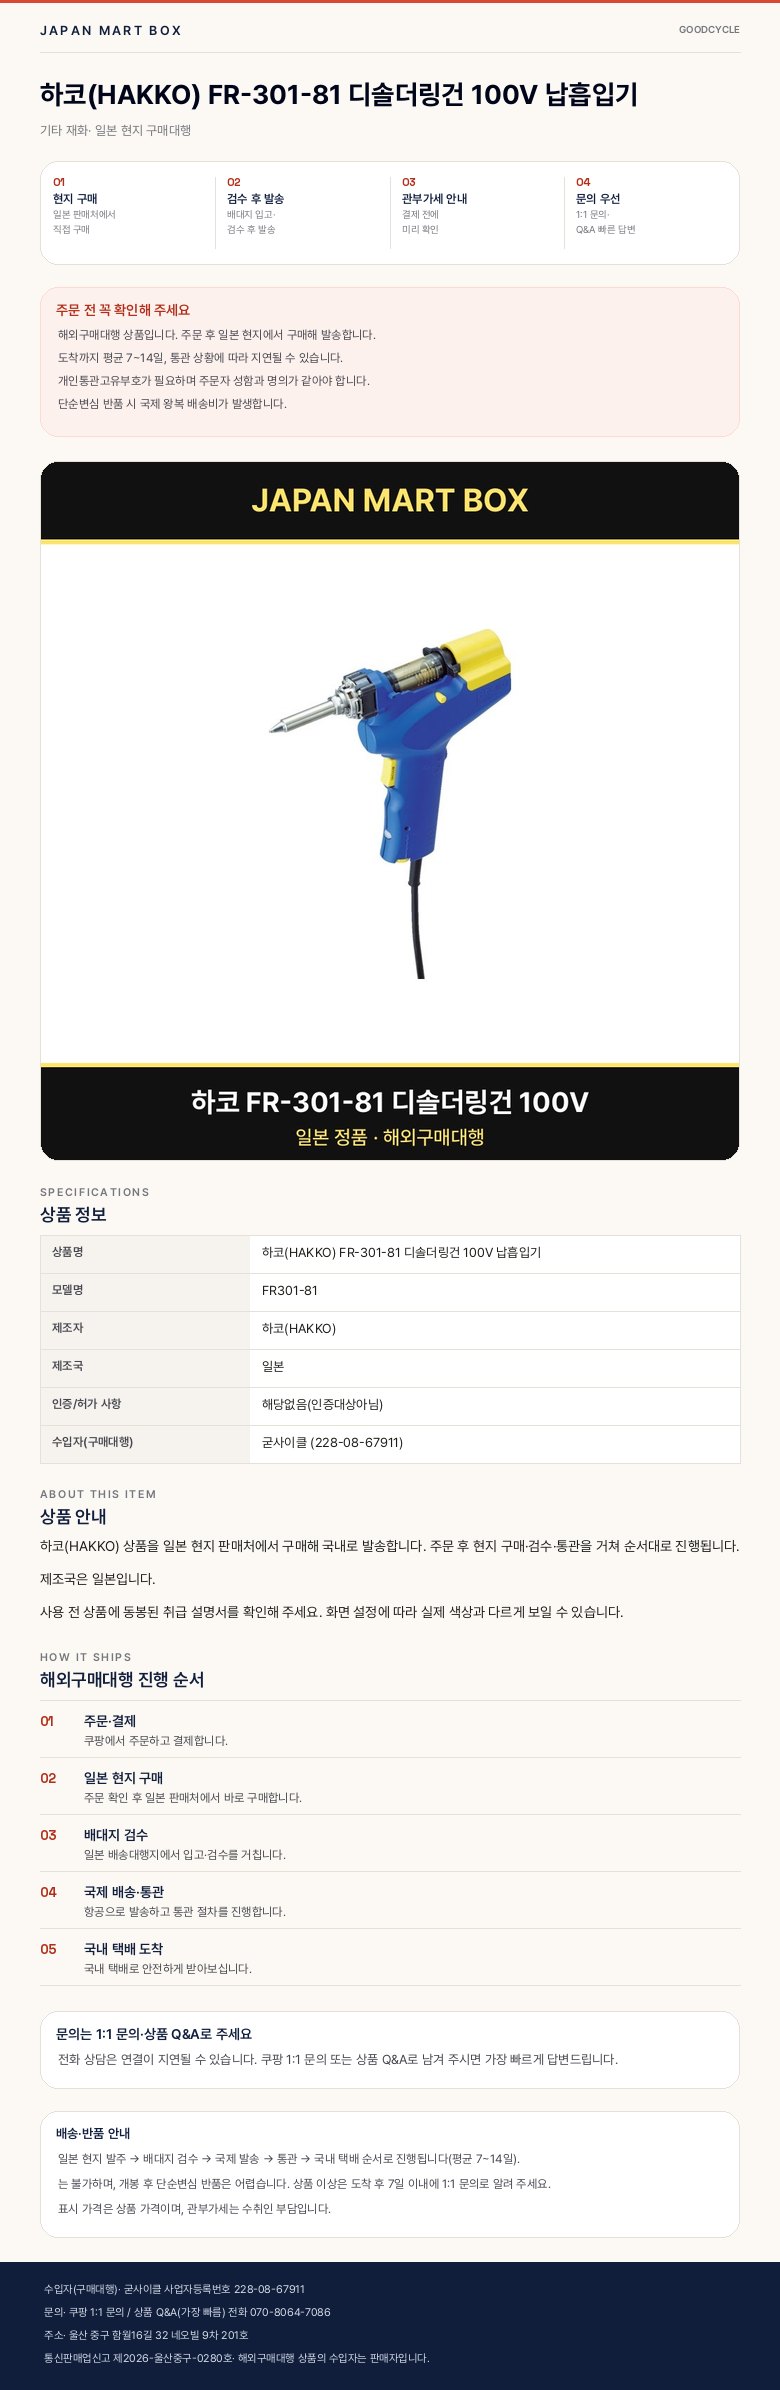 JAPAN MART BOX
GOODCYCLE
하코(HAKKO) FR-301-81 디솔더링건 100V 납흡입기
기타 재화· 일본 현지 구매대행
01
현지 구매
일본 판매처에서
직접 구매
02
검수 후 발송
배대지 입고·
검수 후 발송
03
관부가세 안내
결제 전에
미리 확인
04
문의 우선
1:1 문의·
Q&A 빠른 답변
주문 전 꼭 확인해 주세요
해외구매대행 상품입니다. 주문 후 일본 현지에서 구매해 발송합니다.
도착까지 평균 7~14일, 통관 상황에 따라 지연될 수 있습니다.
개인통관고유부호가 필요하며 주문자 성함과 명의가 같아야 합니다.
단순변심 반품 시 국제 왕복 배송비가 발생합니다.
JAPAN MART BOX
하코 FR-301-81 디솔더링건 100V
일본 정품 · 해외구매대행
SPECIFICATIONS
상품 정보
상품명 하코(HAKKO) FR-301-81 디솔더링건 100V 납흡입기
모델명 FR301-81
제조자 하코(HAKKO)
제조국 일본
인증/허가 사항 해당없음(인증대상아님)
수입자(구매대행) 굳사이클 (228-08-67911)
ABOUT THIS ITEM
상품 안내
하코(HAKKO) 상품을 일본 현지 판매처에서 구매해 국내로 발송합니다. 주문 후 현지 구매·검수·통관을 거쳐 순서대로 진행됩니다.
제조국은 일본입니다.
사용 전 상품에 동봉된 취급 설명서를 확인해 주세요. 화면 설정에 따라 실제 색상과 다르게 보일 수 있습니다.
HOW IT SHIPS
해외구매대행 진행 순서
01 주문·결제
쿠팡에서 주문하고 결제합니다.
02 일본 현지 구매
주문 확인 후 일본 판매처에서 바로 구매합니다.
03 배대지 검수
일본 배송대행지에서 입고·검수를 거칩니다.
04 국제 배송·통관
항공으로 발송하고 통관 절차를 진행합니다.
05 국내 택배 도착
국내 택배로 안전하게 받아보십니다.
문의는 1:1 문의·상품 Q&A로 주세요
전화 상담은 연결이 지연될 수 있습니다. 쿠팡 1:1 문의 또는 상품 Q&A로 남겨 주시면 가장 빠르게 답변드립니다.
배송·반품 안내
일본 현지 발주 → 배대지 검수 → 국제 발송 → 통관 → 국내 택배 순서로 진행됩니다(평균 7~14일).
는 불가하며, 개봉 후 단순변심 반품은 어렵습니다. 상품 이상은 도착 후 7일 이내에 1:1 문의로 알려 주세요.
표시 가격은 상품 가격이며, 관부가세는 수취인 부담입니다.
수입자(구매대행)· 굳사이클 사업자등록번호 228-08-67911
문의· 쿠팡 1:1 문의 / 상품 Q&A(가장 빠름) 전화 070-8064-7086
주소· 울산 중구 함월16길 32 네오빌 9차 201호
통신판매업신고 제2026-울산중구-0280호· 해외구매대행 상품의 수입자는 판매자입니다.